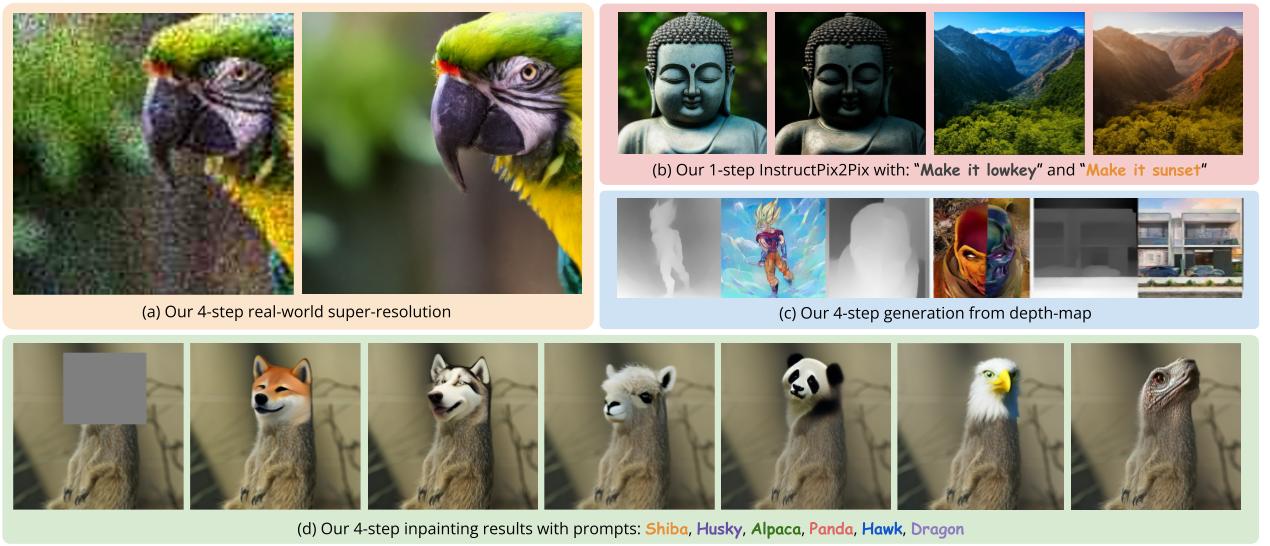 (a) Our 4-step real-world super-resolution
(b) Our 1-step InstructPix2Pix with: “Make it lowkey” and “Make it sunset“
(c) Our 4-step generation from depth-map
(d) Our 4-step inpainting results with prompts: Shiba, Husky, Alpaca, Panda, Hawk, Dragon